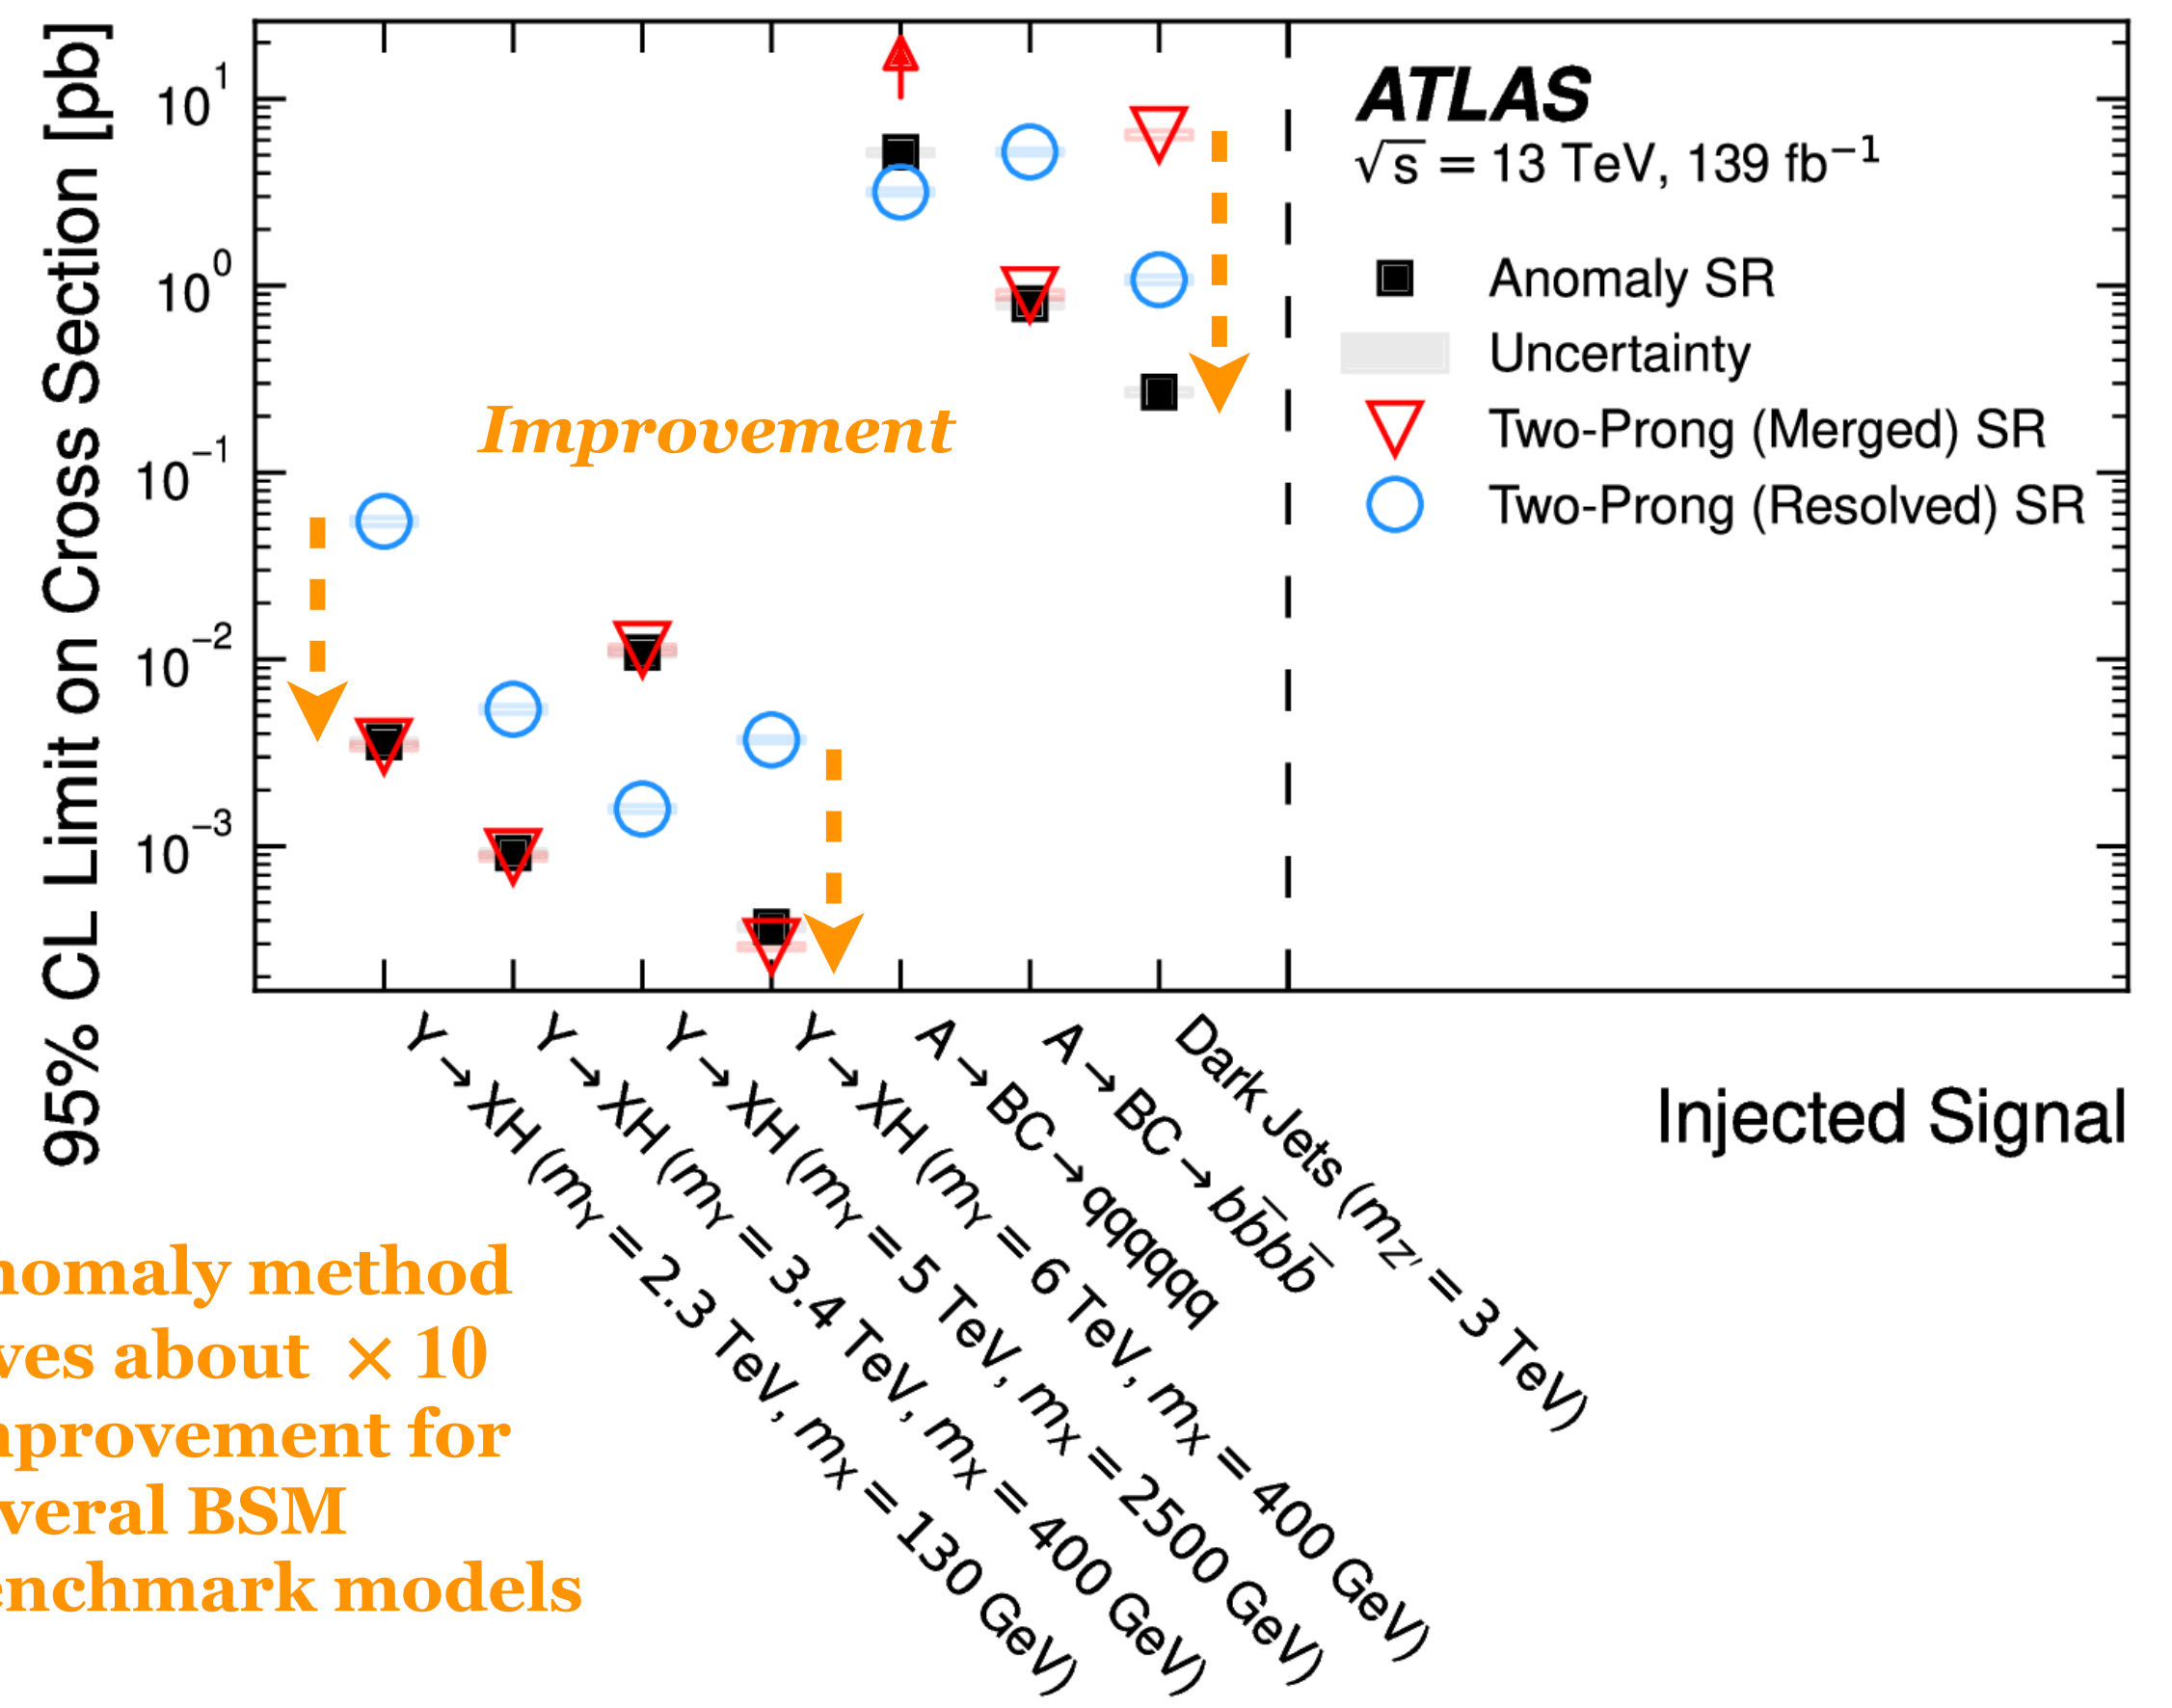 95% CL Limit on Cross Section [pb]
10^1
10^0
10^−1
10^−2
10^−3
ATLAS
√s = 13 TeV, 139 fb^−1
Anomaly SR
Uncertainty
Two-Prong (Merged) SR
Two-Prong (Resolved) SR
Improvement
Y → XH (m_Y = 2.3 TeV, m_X = 130 GeV)
Y → XH (m_Y = 3.4 TeV, m_X = 400 GeV)
Y → XH (m_Y = 5 TeV, m_X = 2500 GeV)
Y → XH (m_Y = 6 TeV, m_X = 400 GeV)
A → BC → qqqqqq
A → BC → bb̅bb̅
Dark Jets (m_Z′ = 3 TeV)
Injected Signal
nomaly method
ves about × 10
nprovement for
veral BSM
enchmark models